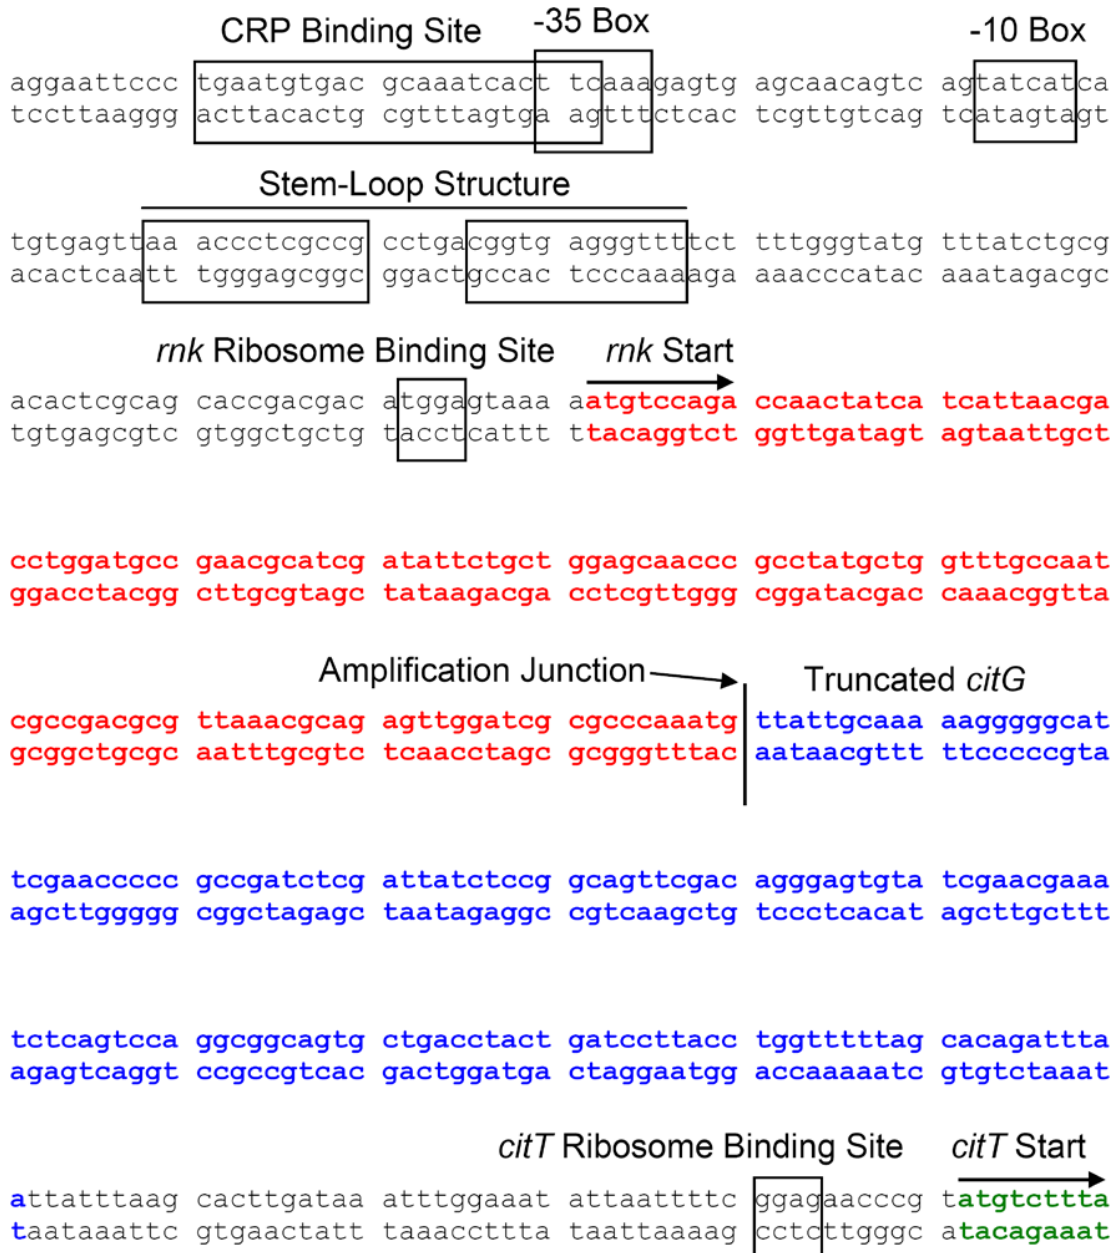 CRP Binding Site -35 Box -10 Box
aggaattccc tgaatgtgac gcaaatcact tcaaagagtg agcaacagtc agtatcatca
tccttaaggg acttacactg cgtttagtga agtttctcac tcgttgtcag tcatagtagt
Stem-Loop Structure
tgtgagttaa accctcgccg cctgacggtg agggttttct tttgggtatg tttatctgcg
acactcaatt tgggagcggc ggactgccac tcccaaaaga aaacccatac aaatagacgc
rnk Ribosome Binding Site rnk Start
acactcgcag caccgacgac atggagtaaa aatgtccaga ccaactatca tcattaacga
tgtgagcgtc gtggctgctg tacctcattt ttacaggtct ggttgatagt agtaattgct
cctggatgcc gaacgcatcg atattctgct ggagcaaccc gcctatgctg gtttgccaat
ggacctacgg cttgcgtagc tataagacga cctcgttggg cggatacgac caaacggtta
Amplification Junction Truncated citG
cgccgacgcg ttaaacgcag agttggatcg cgcccaaatg ttattgcaaa aagggggcat
gcggctgcgc aatttgcgtc tcaacctagc gcgggtttac aataacgttt ttcccccgta
tcgaaccccc gccgatctcg attatctccg gcagttcgac agggagtgta tcgaacgaaa
agcttggggg cggctagagc taatagaggc cgtcaagctg tccctcacat agcttgcttt
tctcagtcca ggcggcagtg ctgacctact gatccttacc tggtttttag cacagattta
agagtcaggt ccgccgtcac gactggatga ctaggaatgg accaaaaatc gtgtctaaat
citT Ribosome Binding Site citT Start
attatttaag cacttgataa atttggaaat attaattttc ggagaacccg tatgtcttta
taataaattc gtgaactatt taaaccttta taattaaaag cctcttgggc atacagaaat